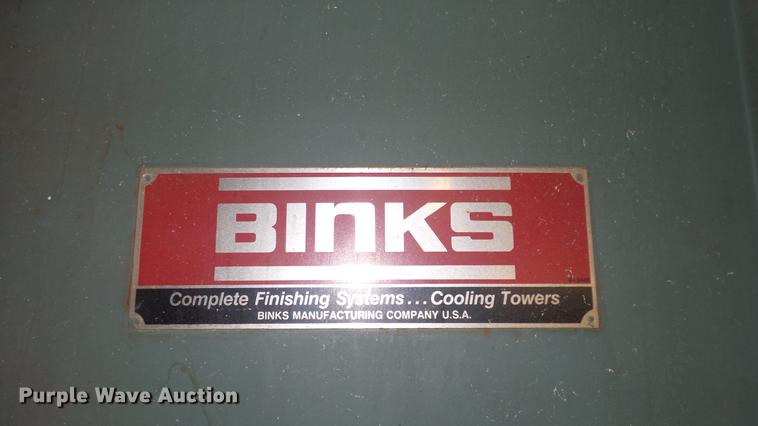 BINKS
Complete Finishing Systems...Cooling Towers
BINKS MANUFACTURING COMPANY U.S.A.
Purple Wave Auction